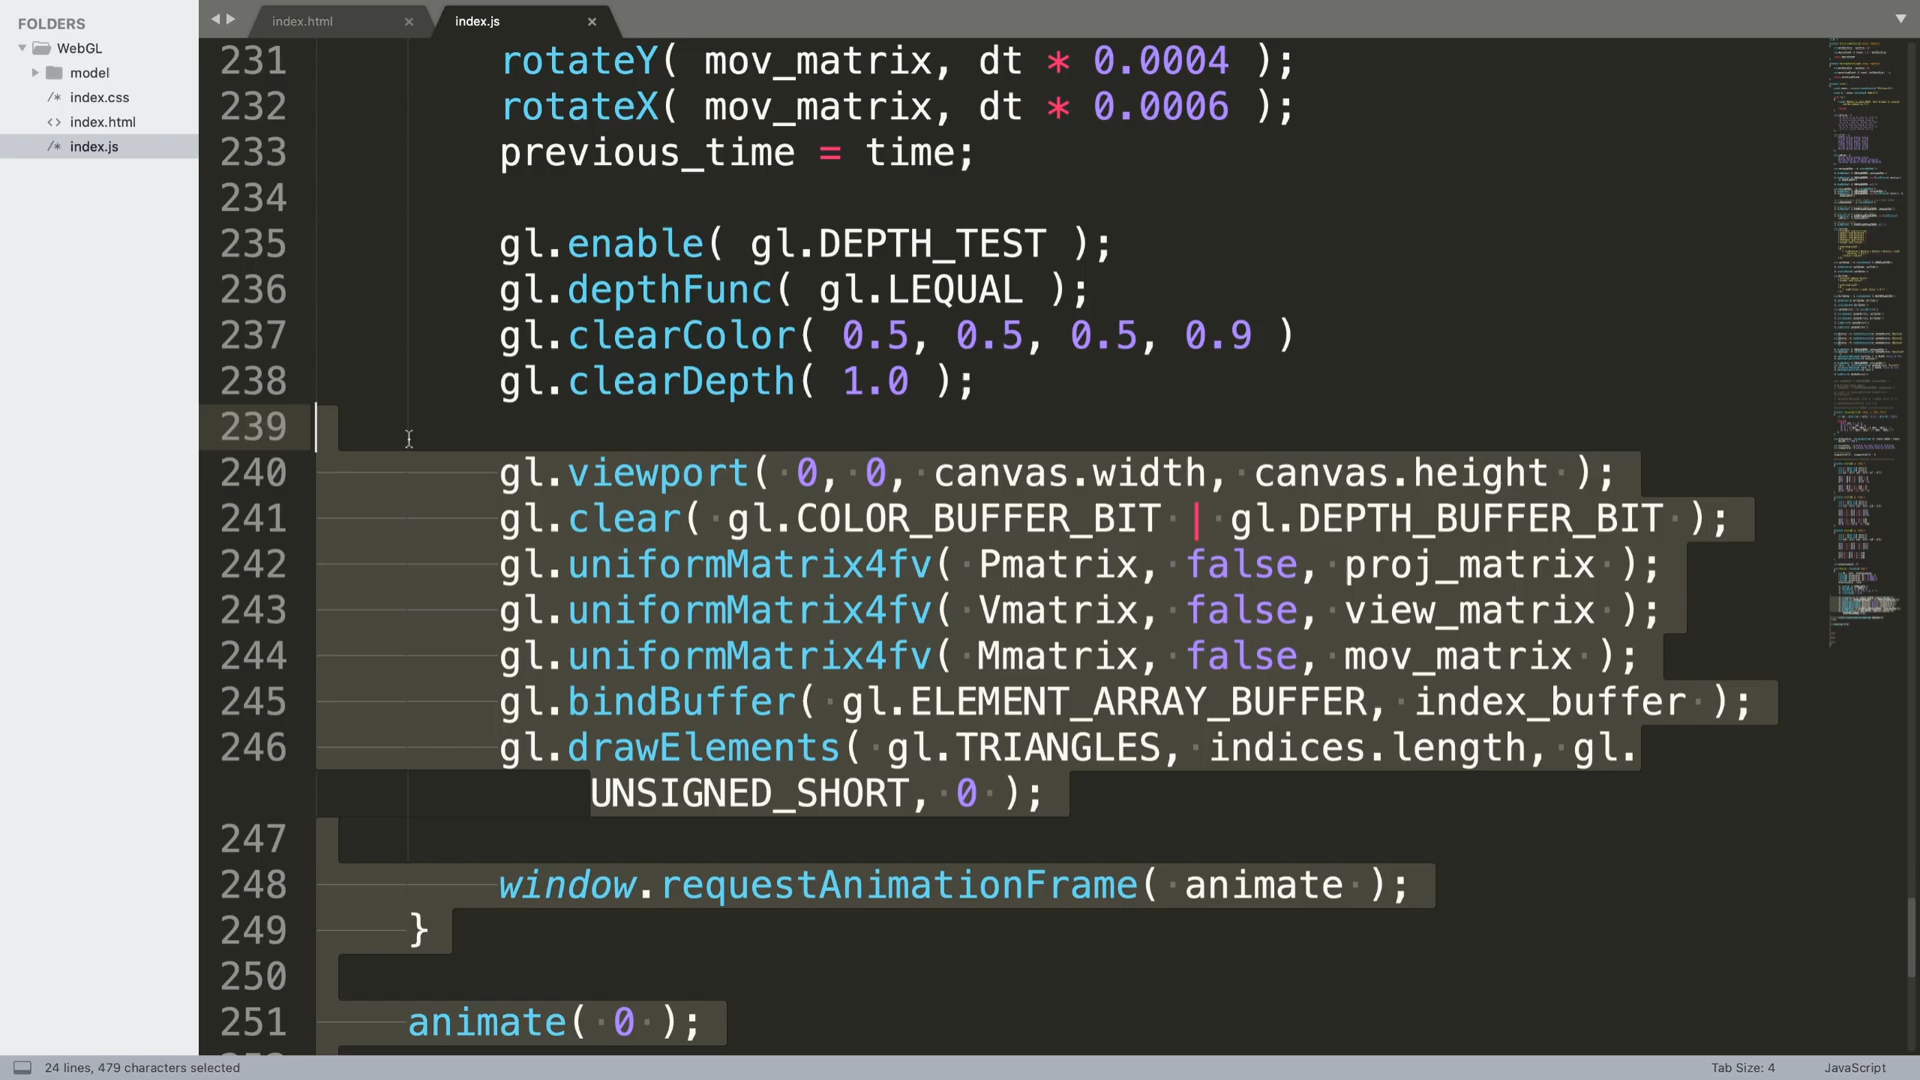 FOLDERS
WebGL
model
index.css
index.html
index.js
index.html
index.js
231 rotateY( mov_matrix, dt * 0.0004 );
232 rotateX( mov_matrix, dt * 0.0006 );
233 previous_time = time;
234
235 gl.enable( gl.DEPTH_TEST );
236 gl.depthFunc( gl.LEQUAL );
237 gl.clearColor( 0.5, 0.5, 0.5, 0.9 )
238 gl.clearDepth( 1.0 );
239
240 gl.viewport( 0, 0, canvas.width, canvas.height );
241 gl.clear( gl.COLOR_BUFFER_BIT | gl.DEPTH_BUFFER_BIT );
242 gl.uniformMatrix4fv( Pmatrix, false, proj_matrix );
243 gl.uniformMatrix4fv( Vmatrix, false, view_matrix );
244 gl.uniformMatrix4fv( Mmatrix, false, mov_matrix );
245 gl.bindBuffer( gl.ELEMENT_ARRAY_BUFFER, index_buffer );
246 gl.drawElements( gl.TRIANGLES, indices.length, gl.
UNSIGNED_SHORT, 0 );
247
248 window.requestAnimationFrame( animate );
249 }
250
251 animate( 0 );
24 lines, 479 characters selected
Tab Size: 4
JavaScript